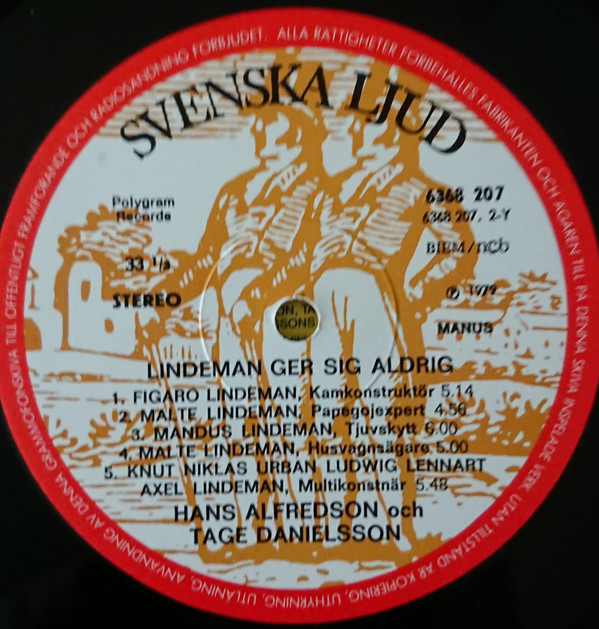 SVENSKA LJUD
Polygram
Records
33 1/3
STEREO
6368 207
6368 207. 2-Y
BIEM/ncb
Ⓟ 1979
MANUS
ON, TA
SONS
LINDEMAN GER SIG ALDRIG
1. FIGARO LINDEMAN, Kamkonstruktör 5.14
2. MALTE LINDEMAN, Papegojexpert 4.56
3. MANDUS LINDEMAN, Tjuvskytt 6.00
4. MALTE LINDEMAN, Husvagnsägare 5.00
5. KNUT NIKLAS URBAN LUDWIG LENNART
AXEL LINDEMAN, Multikonstnär 5.48
HANS ALFREDSON och
TAGE DANIELSSON
ALLA RÄTTIGHETER FÖRBEHÅLLES FABRIKANTEN OCH ÄGAREN TILL PÅ DENNA SKIVA INSPELADE VERK. UTAN TILLSTÅND ÄR KOPIERING, UTHYRNING, UTLÅNING, ANVÄNDNING AV DENNA GRAMMOFONSKIVA TILL OFFENTLIGT FRAMFÖRANDE OCH RADIOSÄNDNING FÖRBJUDET.